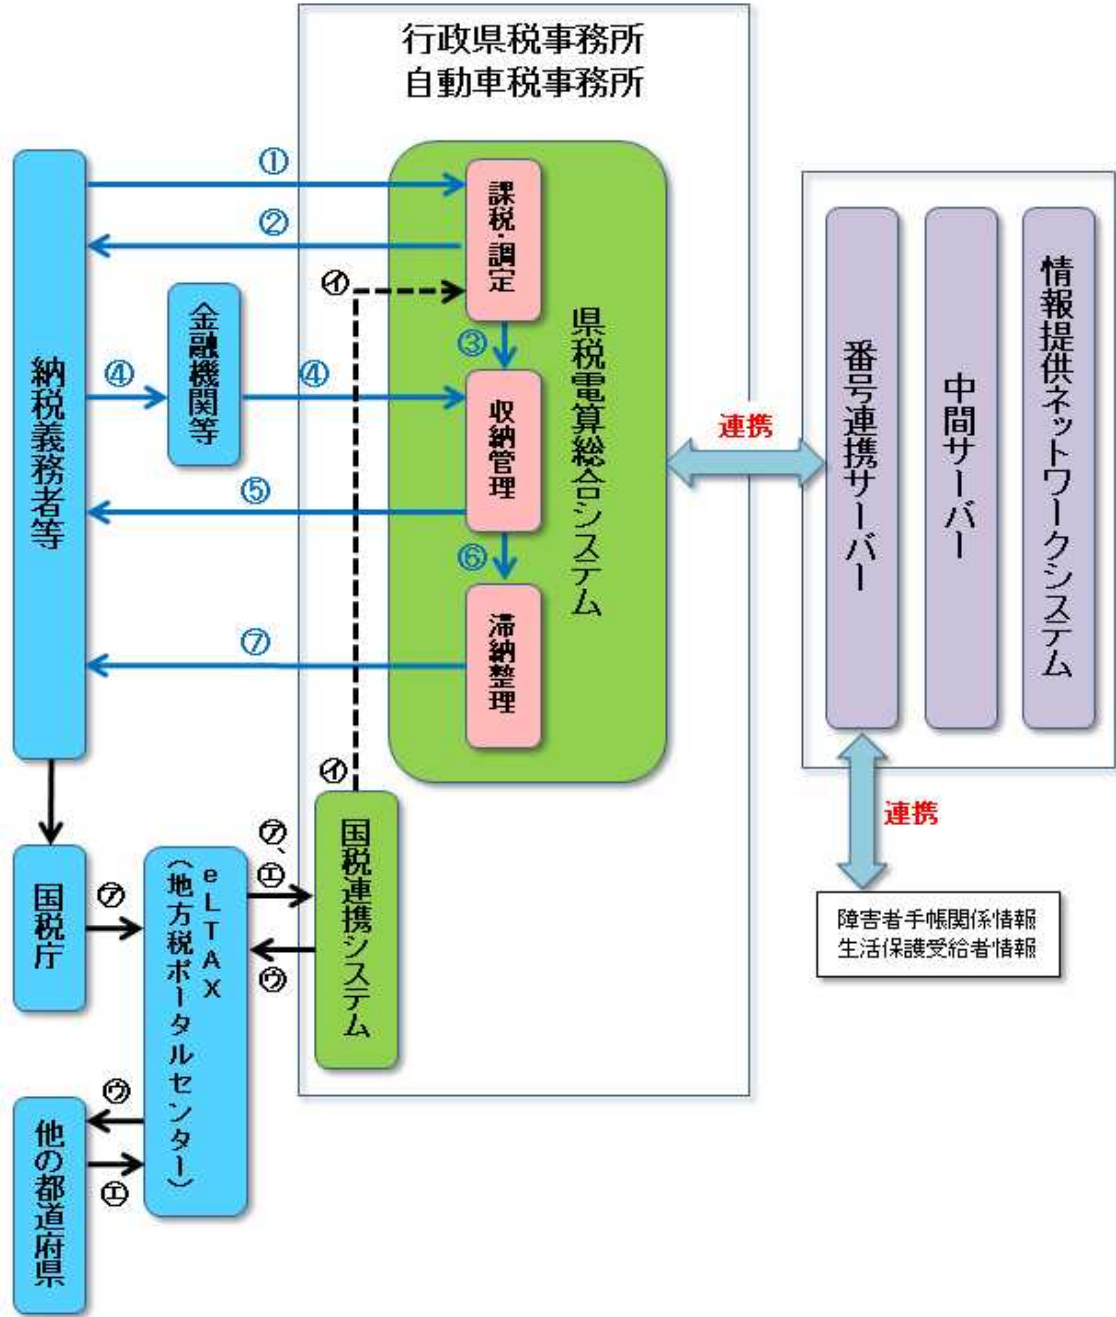 行政県税事務所
自動車税事務所
納税義務者等
①
②
㋑
③
金融機関等
④
④
⑤
⑥
⑦
課税・調定
収納管理
滞納整理
県税電算総合システム
連携
番号連携サーバー
中間サーバー
情報提供ネットワークシステム
連携
障害者手帳関係情報
生活保護受給者情報
㋑
国税連携システム
㋐、
㋓
㋒
国税庁
㋐
eLTAX
（地方税ポータルセンター）
㋒
㋓
他の都道府県